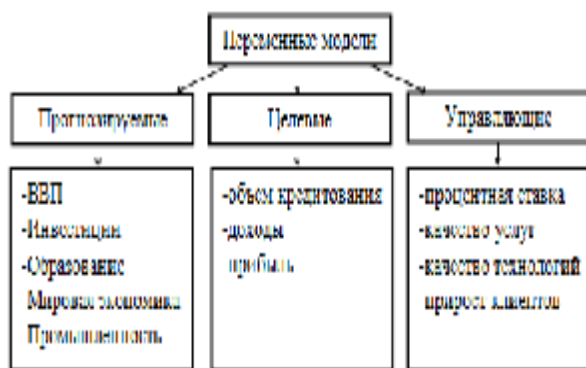 Переменные модели
Прогнозируемые
Целевые
Управляющие
-ВВП
-Инвестиции
-Образование
Мировая экономика
Промышленность
-объем кредитования
-доходы
прибыль
-процентная ставка
-качество услуг
-качество технологий
прирост клиентов